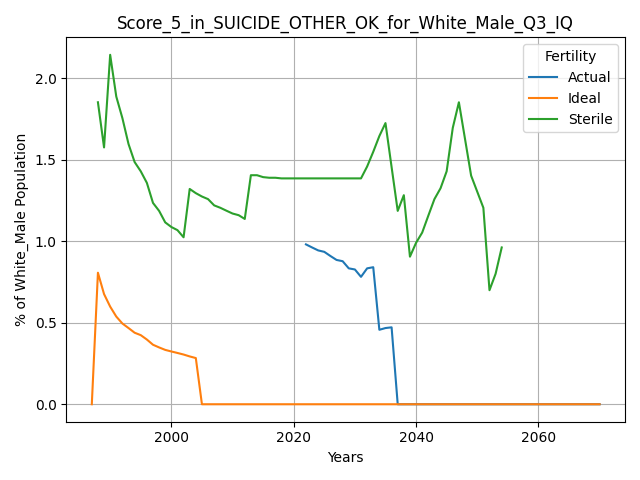 Score_5_in_SUICIDE_OTHER_OK_for_White_Male_Q3_IQ
Fertility
Actual
Ideal
Sterile
% of White_Male Population
2.0
1.5
1.0
0.5
0.0
2000
2020
2040
2060
Years